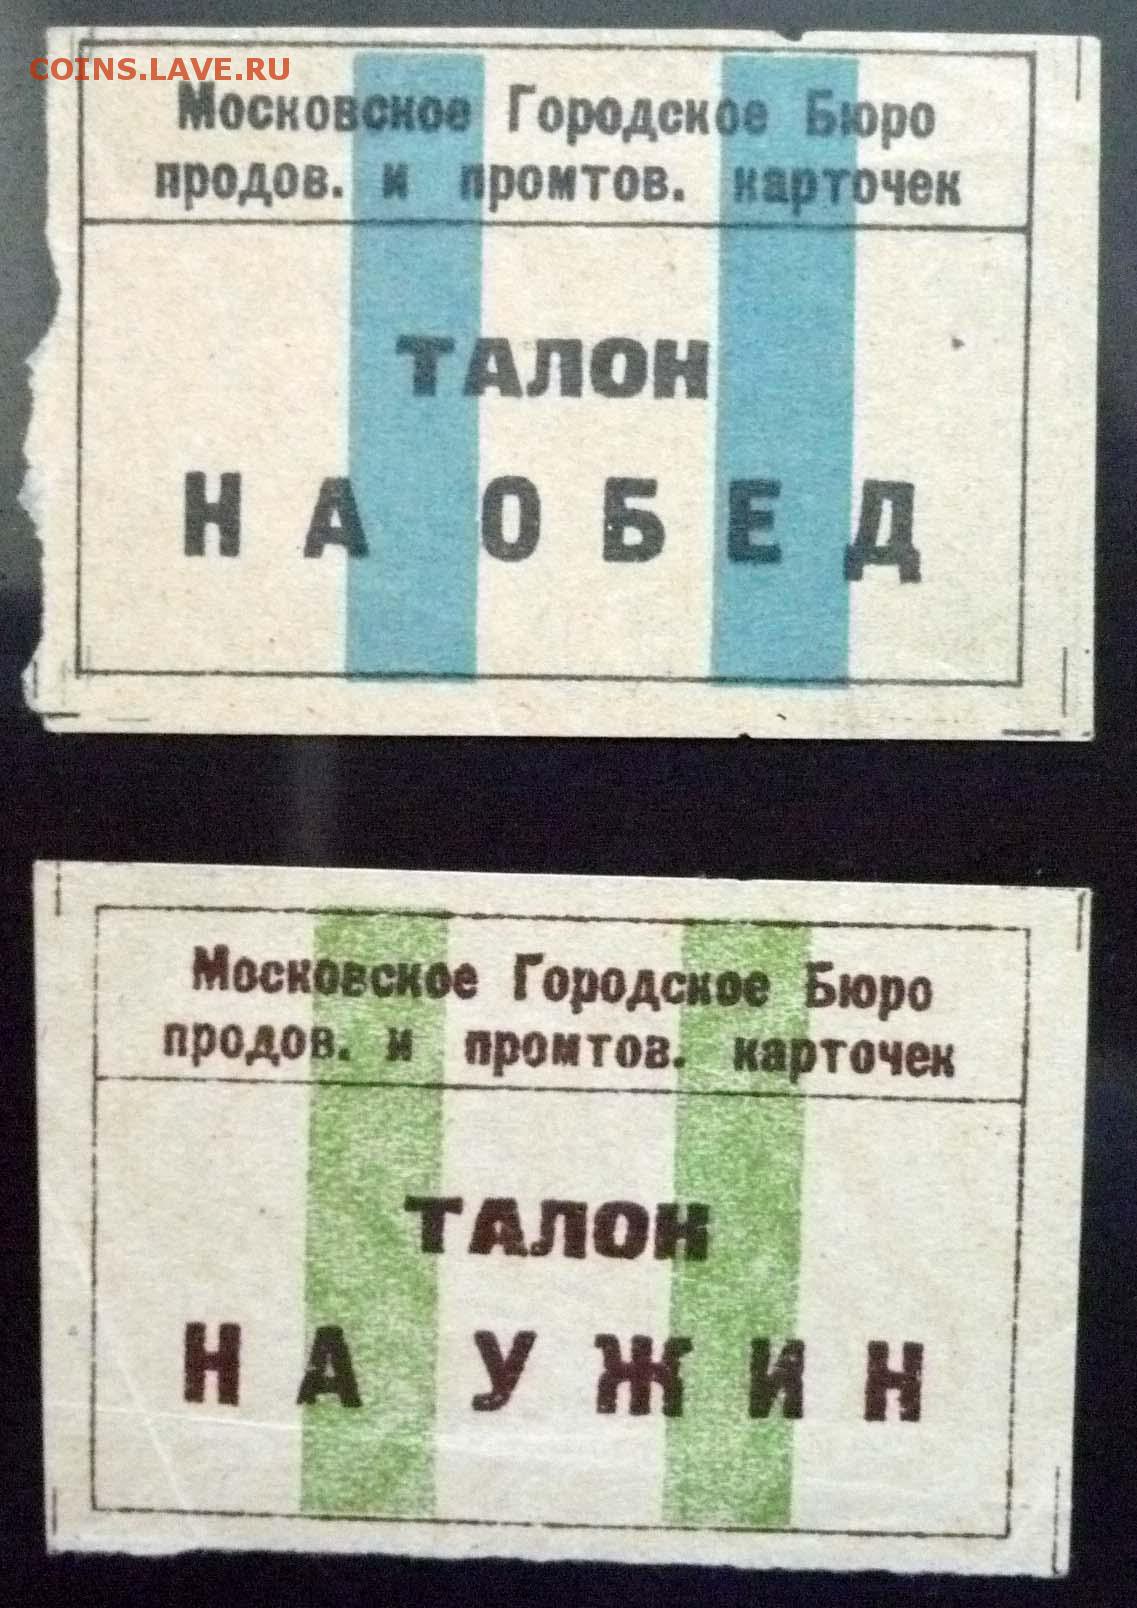 COINS.LAVE.RU
Московское Городское Бюро
продов. и промтов. карточек
ТАЛОН
НА ОБЕД
Московское Городское Бюро
продов. и промтов. карточек
ТАЛОН
НА УЖИН